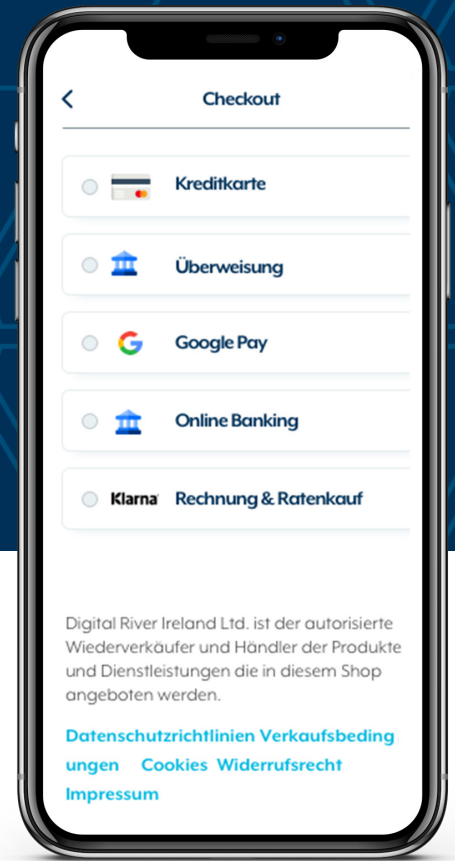 Checkout
Kreditkarte
Überweisung
Google Pay
Online Banking
Klarna Rechnung & Ratenkauf
Digital River Ireland Ltd. ist der autorisierte
Wiederverkäufer und Händler der Produkte
und Dienstleistungen die in diesem Shop
angeboten werden.
Datenschutzrichtlinien Verkaufsbeding
ungen Cookies Widerrufsrecht
Impressum